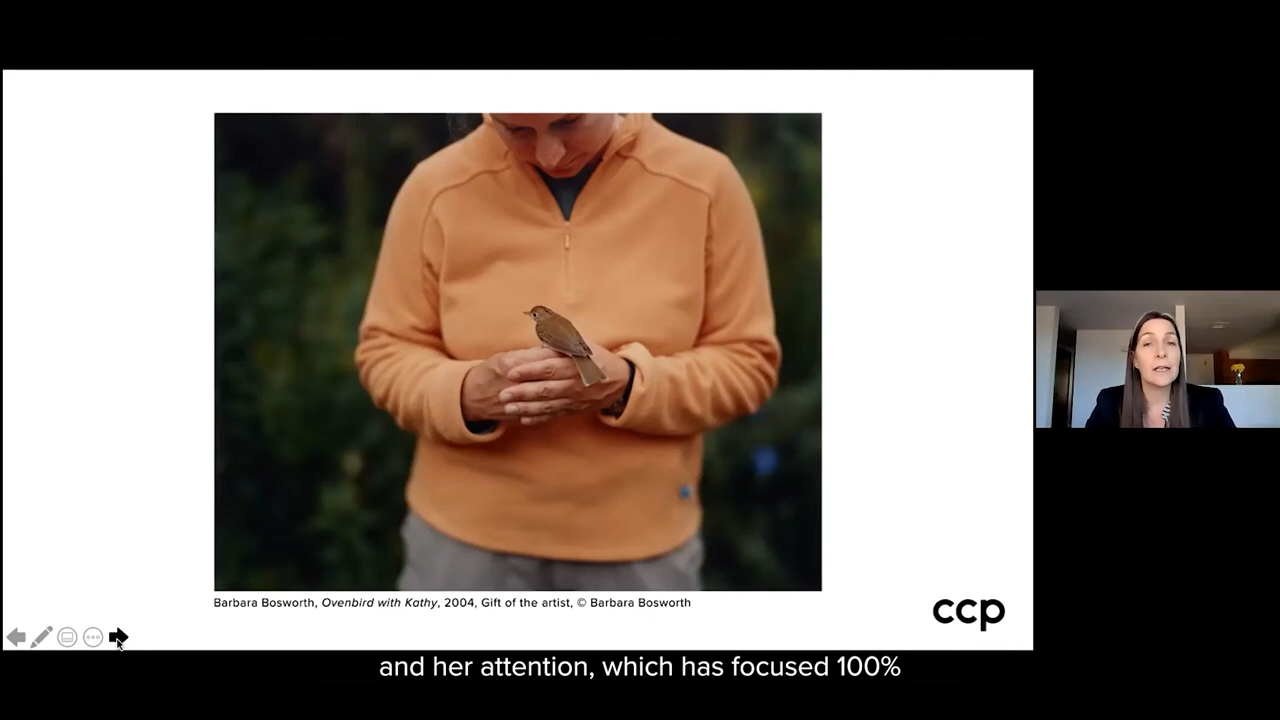 Barbara Bosworth, Ovenbird with Kathy, 2004, Gift of the artist, © Barbara Bosworth
ccp
and her attention, which has focused 100%